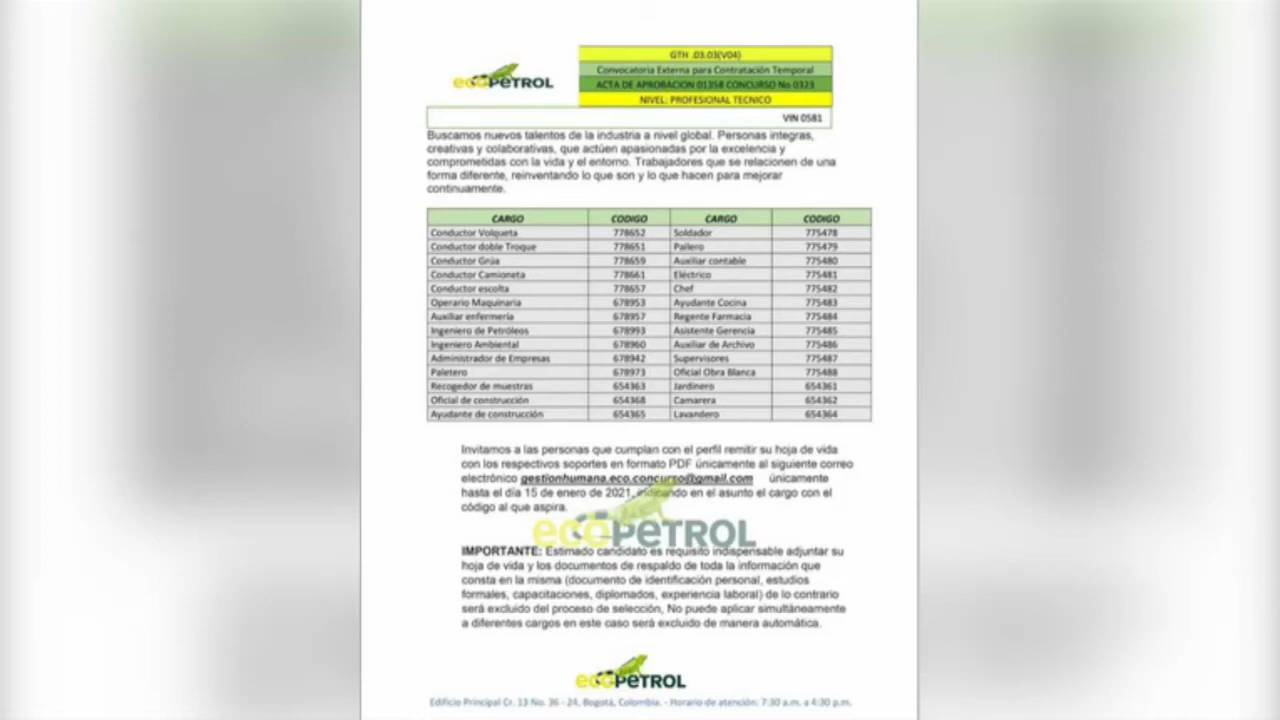 ecoPETROL
GTH .03.03(V04)
Convocatoria Externa para Contratación Temporal
ACTA DE APROBACION 01358 CONCURSO No 0323
NIVEL: PROFESIONAL TECNICO
VIN 0581
Buscamos nuevos talentos de la industria a nivel global. Personas integras,
creativas y colaborativas, que actúen apasionadas por la excelencia y
comprometidas con la vida y el entorno. Trabajadores que se relacionen de una
forma diferente, reinventando lo que son y lo que hacen para mejorar
continuamente.
CARGO CODIGO CARGO CODIGO
Conductor Volqueta 778652 Soldador 775478
Conductor doble Troque 778651 Pailero 775479
Conductor Grúa 778659 Auxiliar contable 775480
Conductor Camioneta 778661 Eléctrico 775481
Conductor escolta 778657 Chef 775482
Operario Maquinaria 678953 Ayudante Cocina 775483
Auxiliar enfermería 678957 Regente Farmacia 775484
Ingeniero de Petróleos 678993 Asistente Gerencia 775485
Ingeniero Ambiental 678960 Auxiliar de Archivo 775486
Administrador de Empresas 678942 Supervisores 775487
Paletero 678973 Oficial Obra Blanca 775488
Recogedor de muestras 654363 Jardinero 654361
Oficial de construcción 654368 Camarera 654362
Ayudante de construcción 654365 Lavandero 654364
Invitamos a las personas que cumplan con el perfil remitir su hoja de vida
con los respectivos soportes en formato PDF únicamente al siguiente correo
electrónico gestionhumana.eco.concurso@gmail.com únicamente
hasta el día 15 de enero de 2021, indicando en el asunto el cargo con el
código al que aspira.
ecoPETROL
IMPORTANTE: Estimado candidato es requisito indispensable adjuntar su
hoja de vida y los documentos de respaldo de toda la información que
consta en la misma (documento de identificación personal, estudios
formales, capacitaciones, diplomados, experiencia laboral) de lo contrario
será excluido del proceso de selección, No puede aplicar simultáneamente
a diferentes cargos en este caso será excluido de manera automática.
ecoPETROL
Edificio Principal Cr. 13 No. 36 - 24, Bogotá, Colombia. - Horario de atención: 7:30 a.m. a 4:30 p.m.